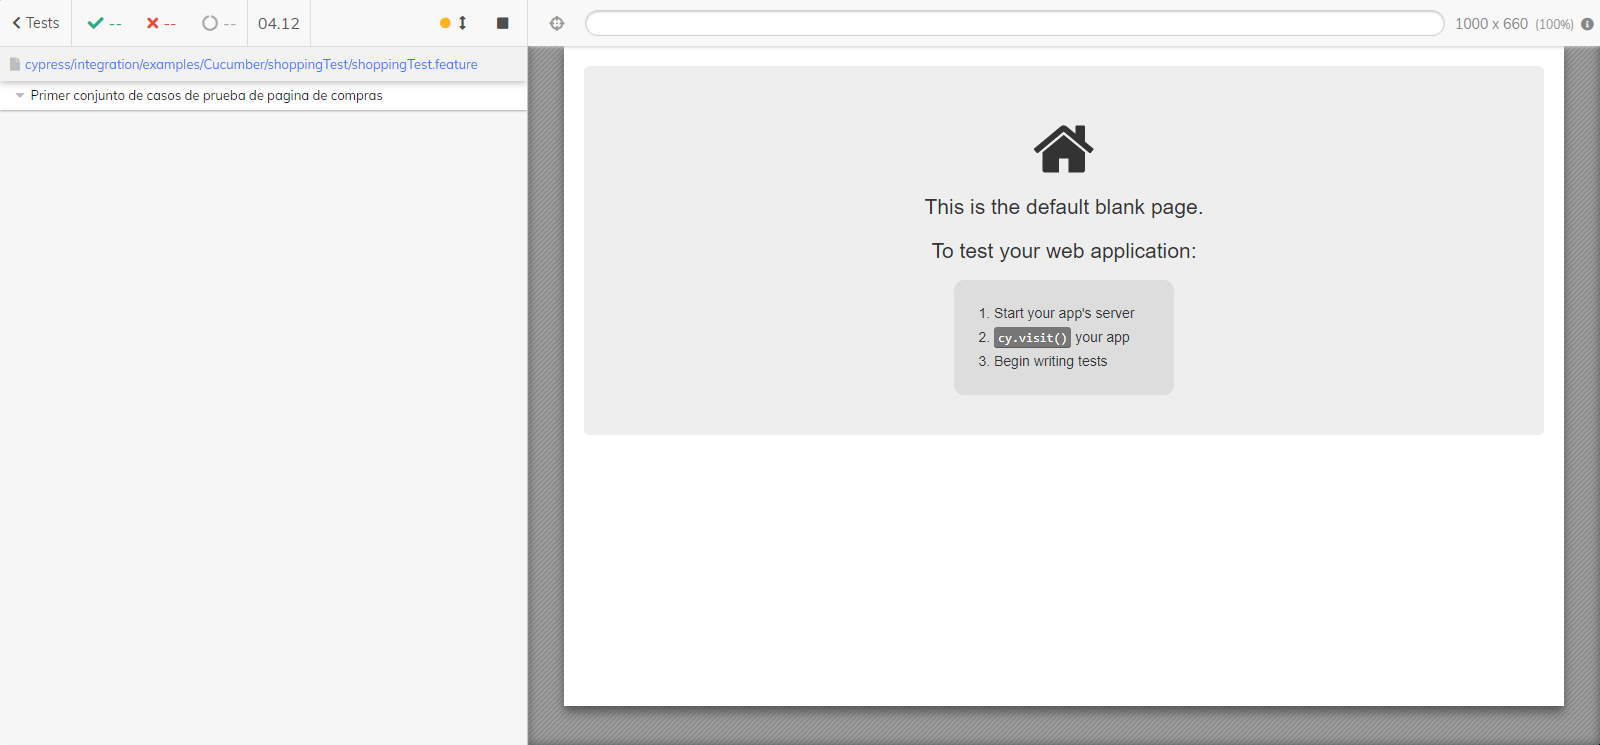 Tests -- -- -- 04.12 1000 x 660 (100%)
cypress/integration/examples/Cucumber/shoppingTest/shoppingTest.feature
Primer conjunto de casos de prueba de pagina de compras
This is the default blank page.
To test your web application:
1. Start your app's server
2. cy.visit() your app
3. Begin writing tests